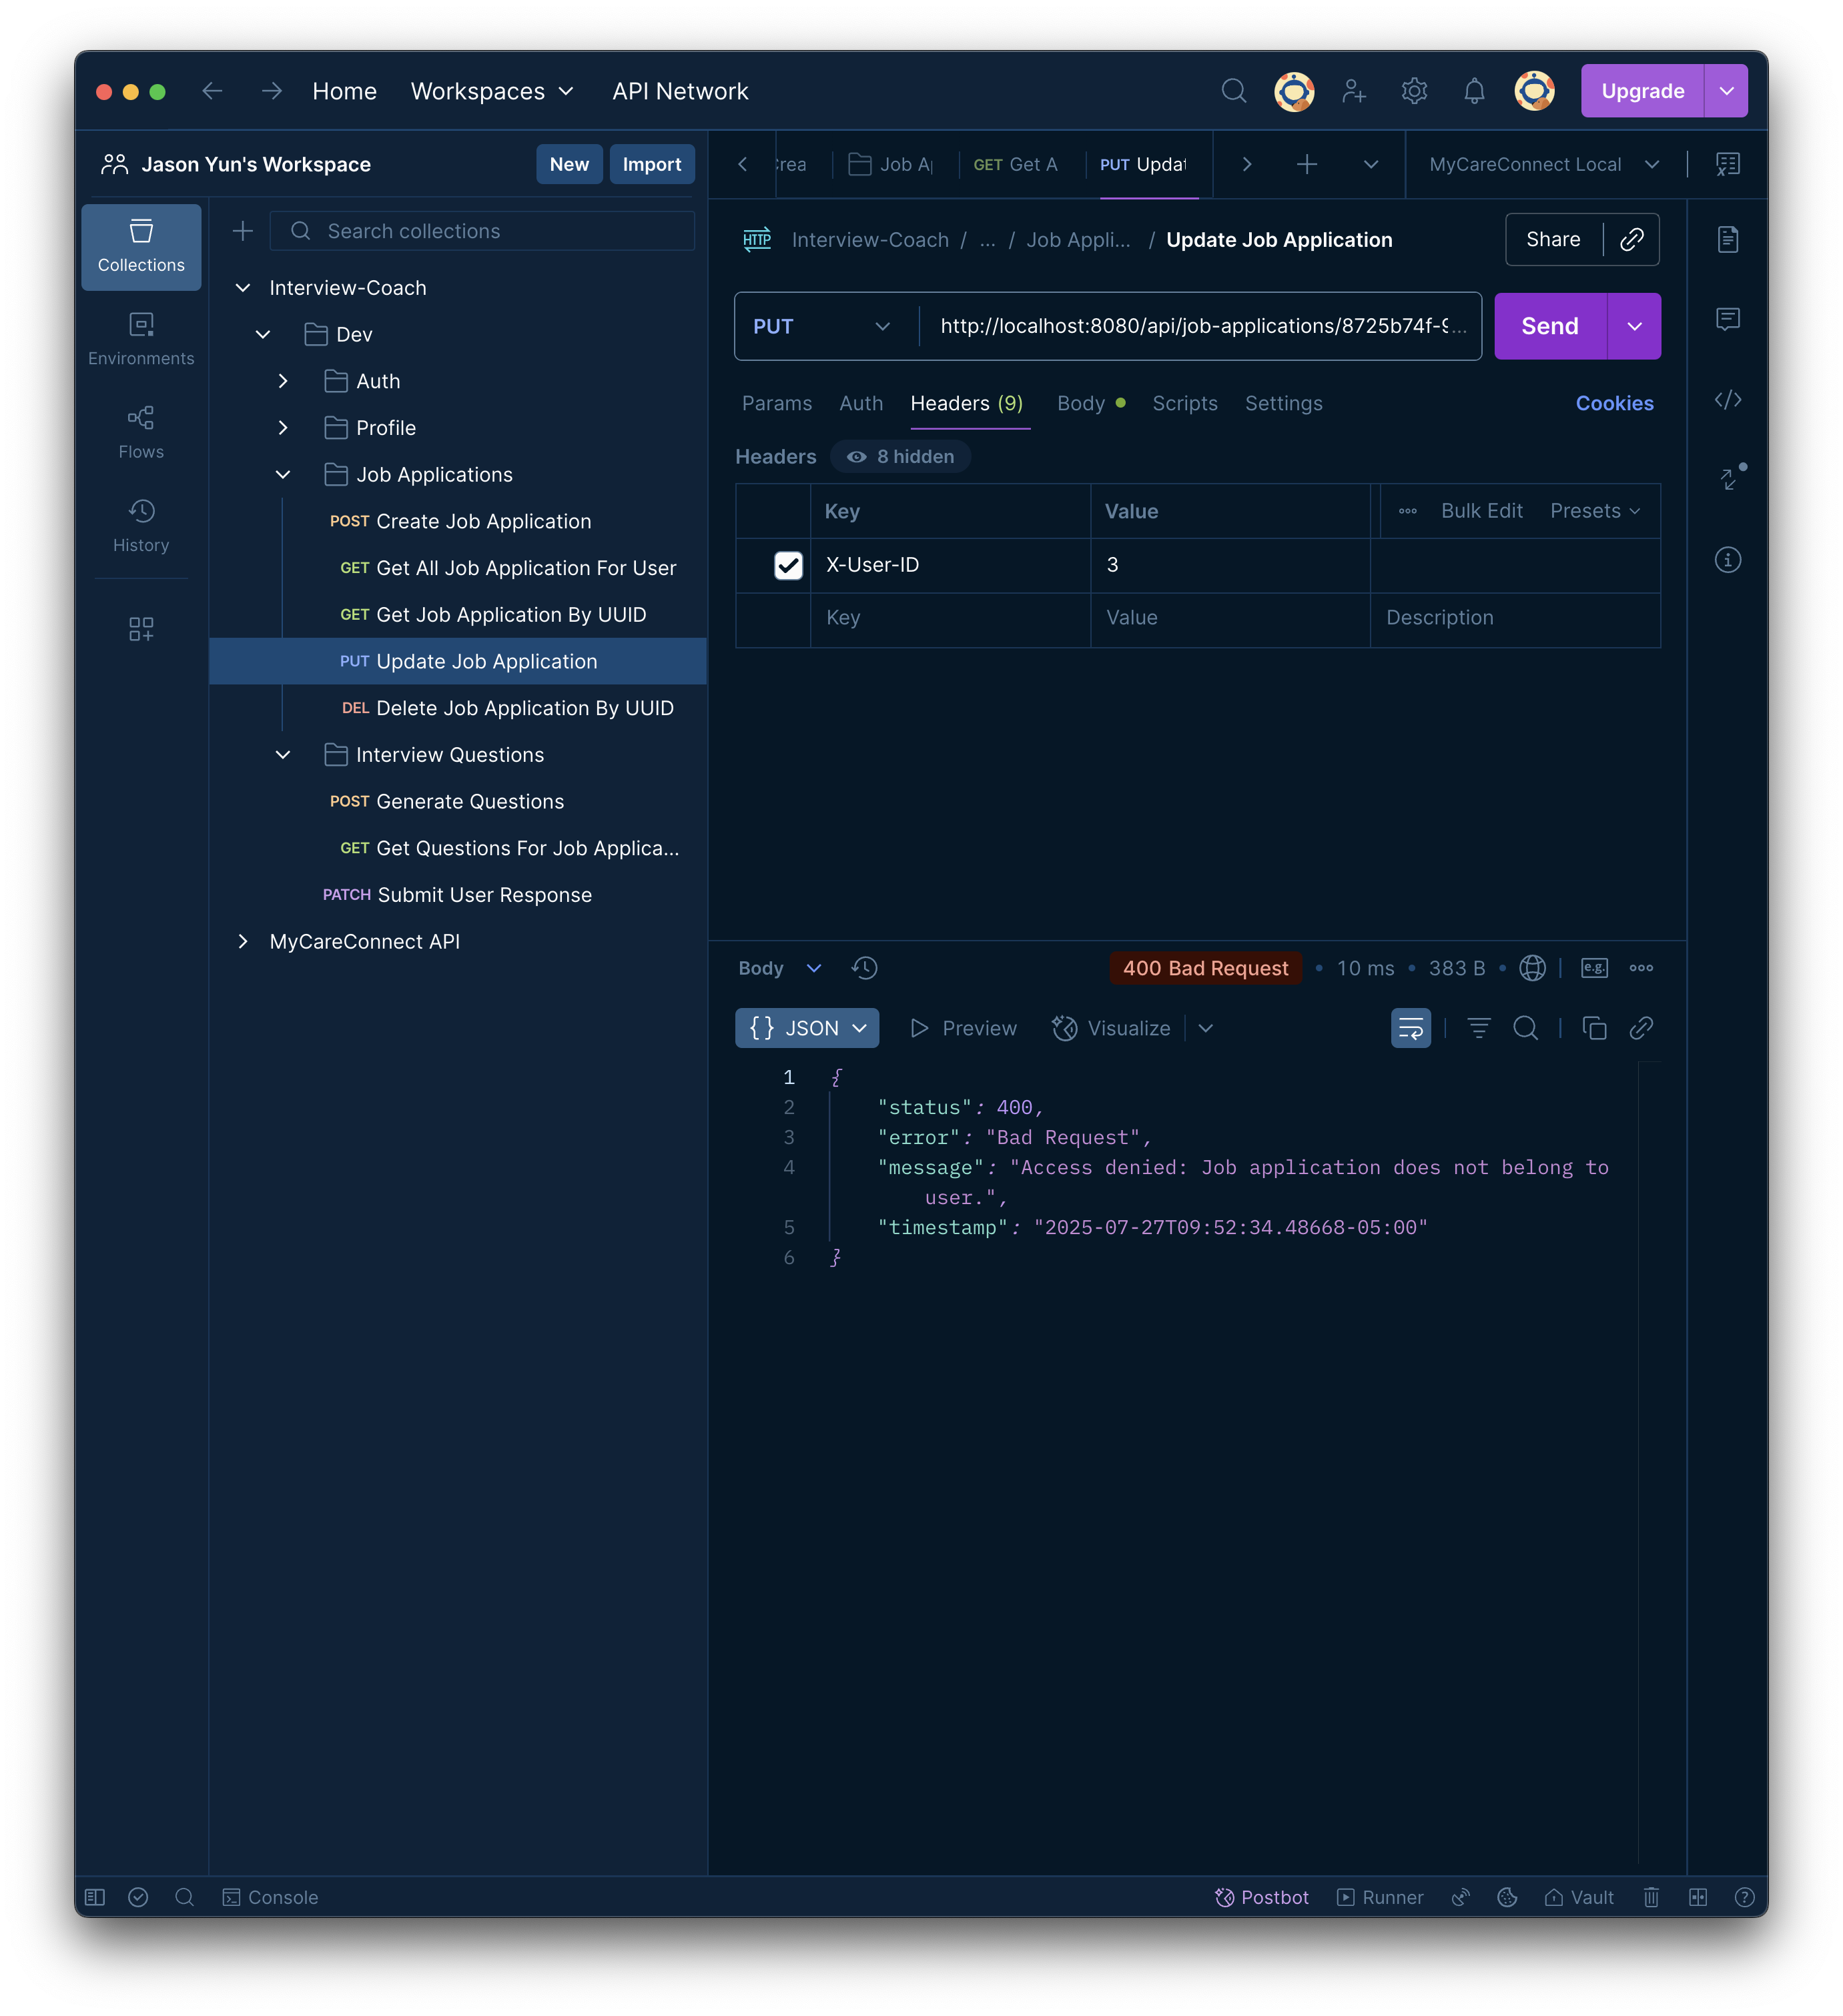 Home Workspaces API Network Upgrade
Jason Yun's Workspace New Import
Job A GET Get A PUT Updat MyCareConnect Local
Collections
Environments
Flows
History
Search collections
Interview-Coach
Dev
Auth
Profile
Job Applications
POST Create Job Application
GET Get All Job Application For User
GET Get Job Application By UUID
PUT Update Job Application
DEL Delete Job Application By UUID
Interview Questions
POST Generate Questions
GET Get Questions For Job Applica...
PATCH Submit User Response
MyCareConnect API
HTTP Interview-Coach / ... / Job Appli... / Update Job Application Share
PUT http://localhost:8080/api/job-applications/8725b74f-9... Send
Params Auth Headers (9) Body Scripts Settings Cookies
Headers 8 hidden
Key Value Bulk Edit Presets
X-User-ID 3
Key Value Description
Body 400 Bad Request • 10 ms • 383 B • e.g.
{} JSON Preview Visualize
1 {
2 "status": 400,
3 "error": "Bad Request",
4 "message": "Access denied: Job application does not belong to
user.",
5 "timestamp": "2025-07-27T09:52:34.48668-05:00"
6 }
Console Postbot Runner Vault